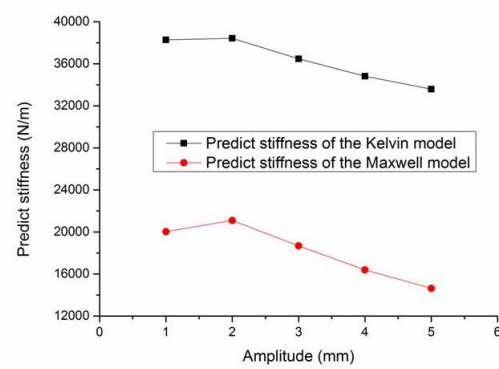 40000
36000
32000
28000
24000
20000
16000
12000
Predict stiffness (N/m)
Predict stiffness of the Kelvin model
Predict stiffness of the Maxwell model
0 1 2 3 4 5 6
Amplitude (mm)